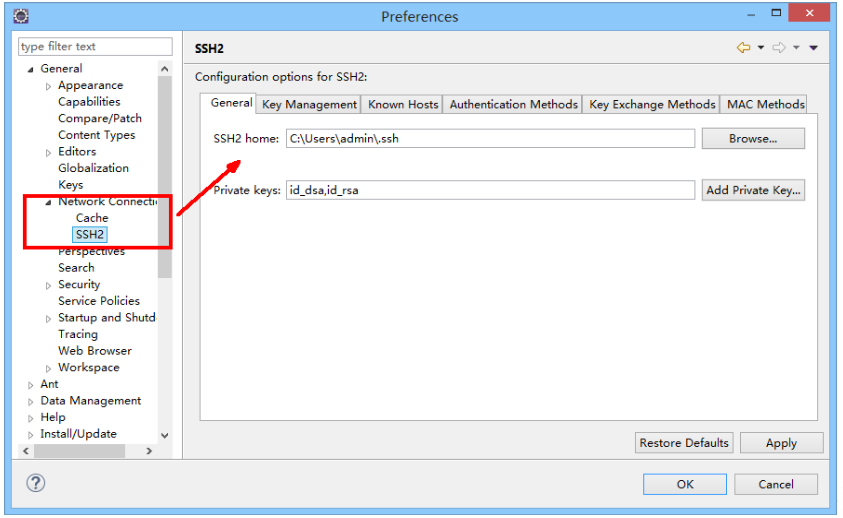 Preferences
type filter text
General
Appearance
Capabilities
Compare/Patch
Content Types
Editors
Globalization
Keys
Network Connecti
Cache
SSH2
Perspectives
Search
Security
Service Policies
Startup and Shutd
Tracing
Web Browser
Workspace
Ant
Data Management
Help
Install/Update
SSH2
Configuration options for SSH2:
General Key Management Known Hosts Authentication Methods Key Exchange Methods MAC Methods
SSH2 home: C:\Users\admin\.ssh Browse...
Private keys: id_dsa,id_rsa Add Private Key...
Restore Defaults Apply
? OK Cancel